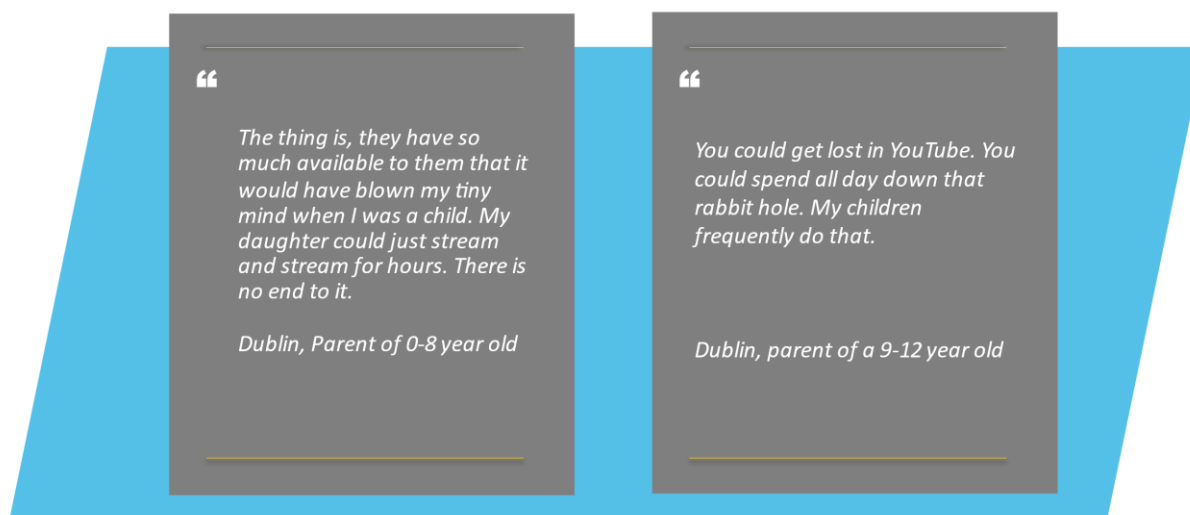 “
The thing is, they have so
much available to them that it
would have blown my tiny
mind when I was a child. My
daughter could just stream
and stream for hours. There is
no end to it.
Dublin, Parent of 0-8 year old
“
You could get lost in YouTube. You
could spend all day down that
rabbit hole. My children
frequently do that.
Dublin, parent of a 9-12 year old